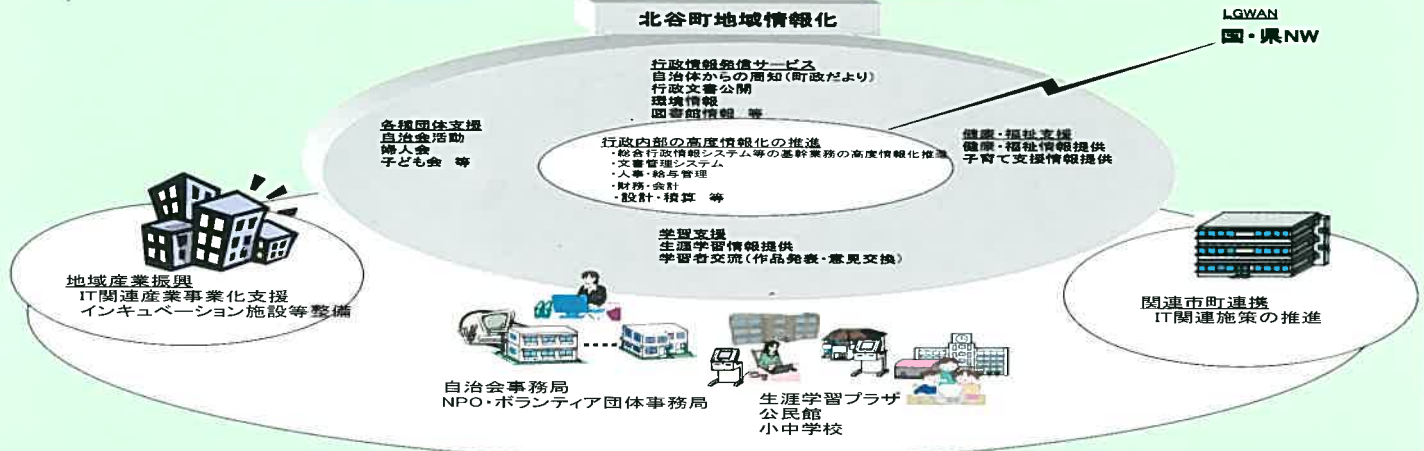 北谷町地域情報化
LGWAN
国・県NW
行政情報発信サービス
自治体からの周知(町政だより)
行政文書公開
環境情報
図書館情報 等
各種団体支援
自治会活動
婦人会
子ども会 等
行政内部の高度情報化の推進
・総合行政情報システム等の基幹業務の高度情報化推進
・文書管理システム
・人事・給与管理
・財務・会計
・設計・積算 等
健康・福祉支援
健康・福祉情報提供
子育て支援情報提供
学習支援
生涯学習情報提供
学習者交流(作品発表・意見交換)
地域産業振興
IT関連産業事業化支援
インキュベーション施設等整備
関連市町連携
IT関連施策の推進
自治会事務局
NPO・ボランティア団体事務局
生涯学習プラザ
公民館
小中学校